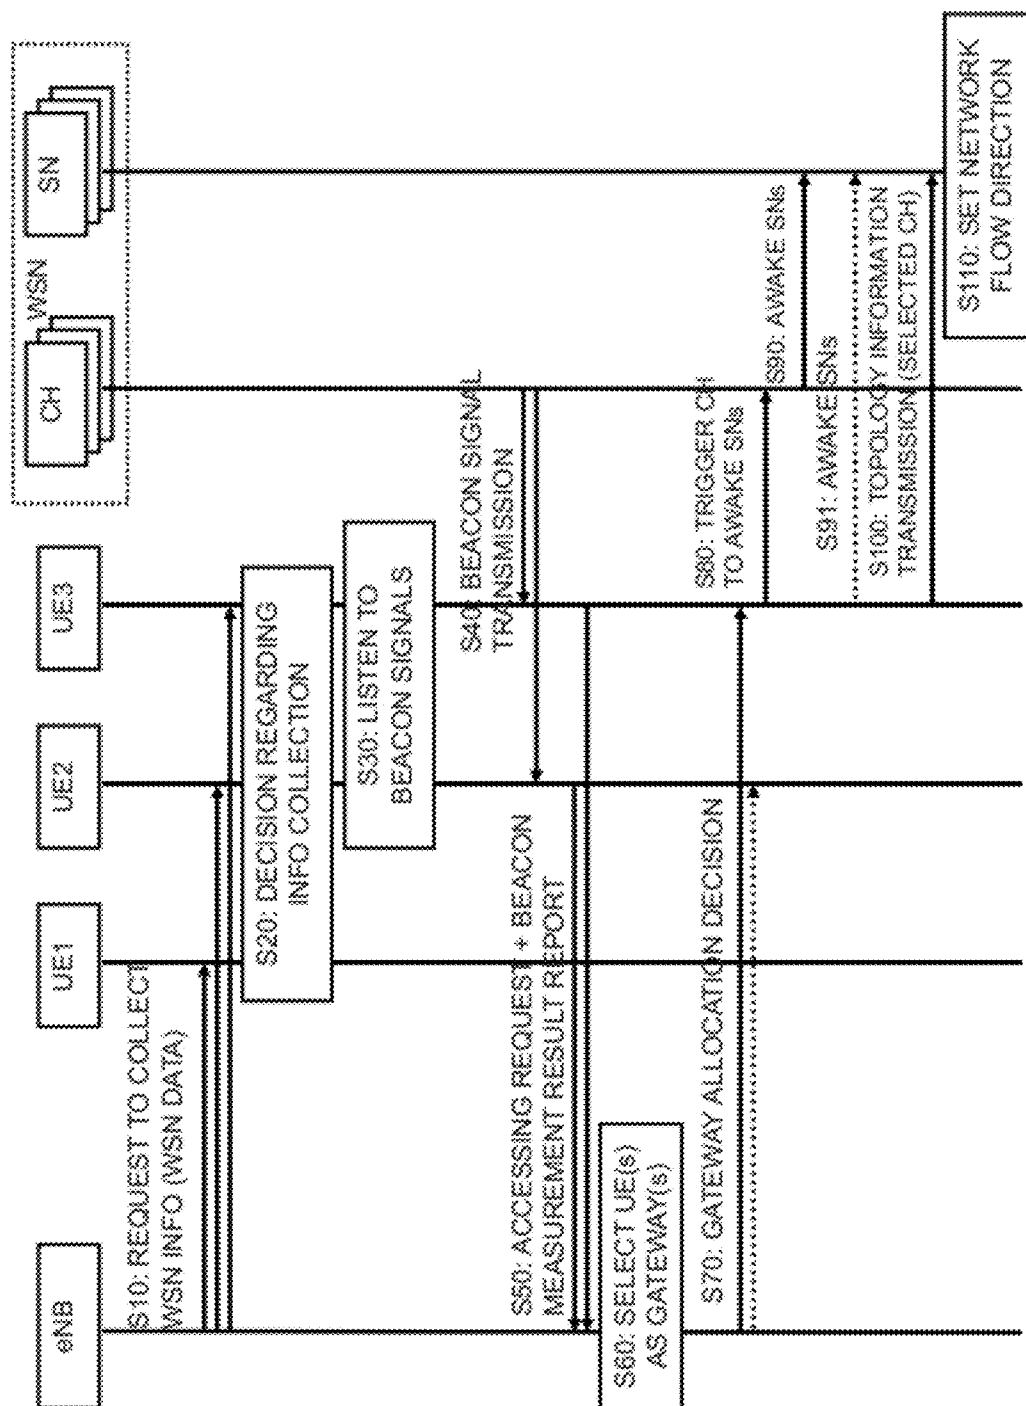 eNB
UE1
UE2
UE3
CH
WSN
SN
S10: REQUEST TO COLLECT
WSN INFO (WSN DATA)
S20: DECISION REGARDING
INFO COLLECTION
S30: LISTEN TO
BEACON SIGNALS
S40: BEACON SIGNAL
TRANSMISSION
S50: ACCESSING REQUEST + BEACON
MEASUREMENT RESULT REPORT
S60: SELECT UE(s)
AS GATEWAY(s)
S70: GATEWAY ALLOCATION DECISION
S80: TRIGGER CH
TO AWAKE SNs
S90: AWAKE SNs
S91: AWAKE SNs
S100: TOPOLOGY INFORMATION
TRANSMISSION (SELECTED CH)
S110: SET NETWORK
FLOW DIRECTION